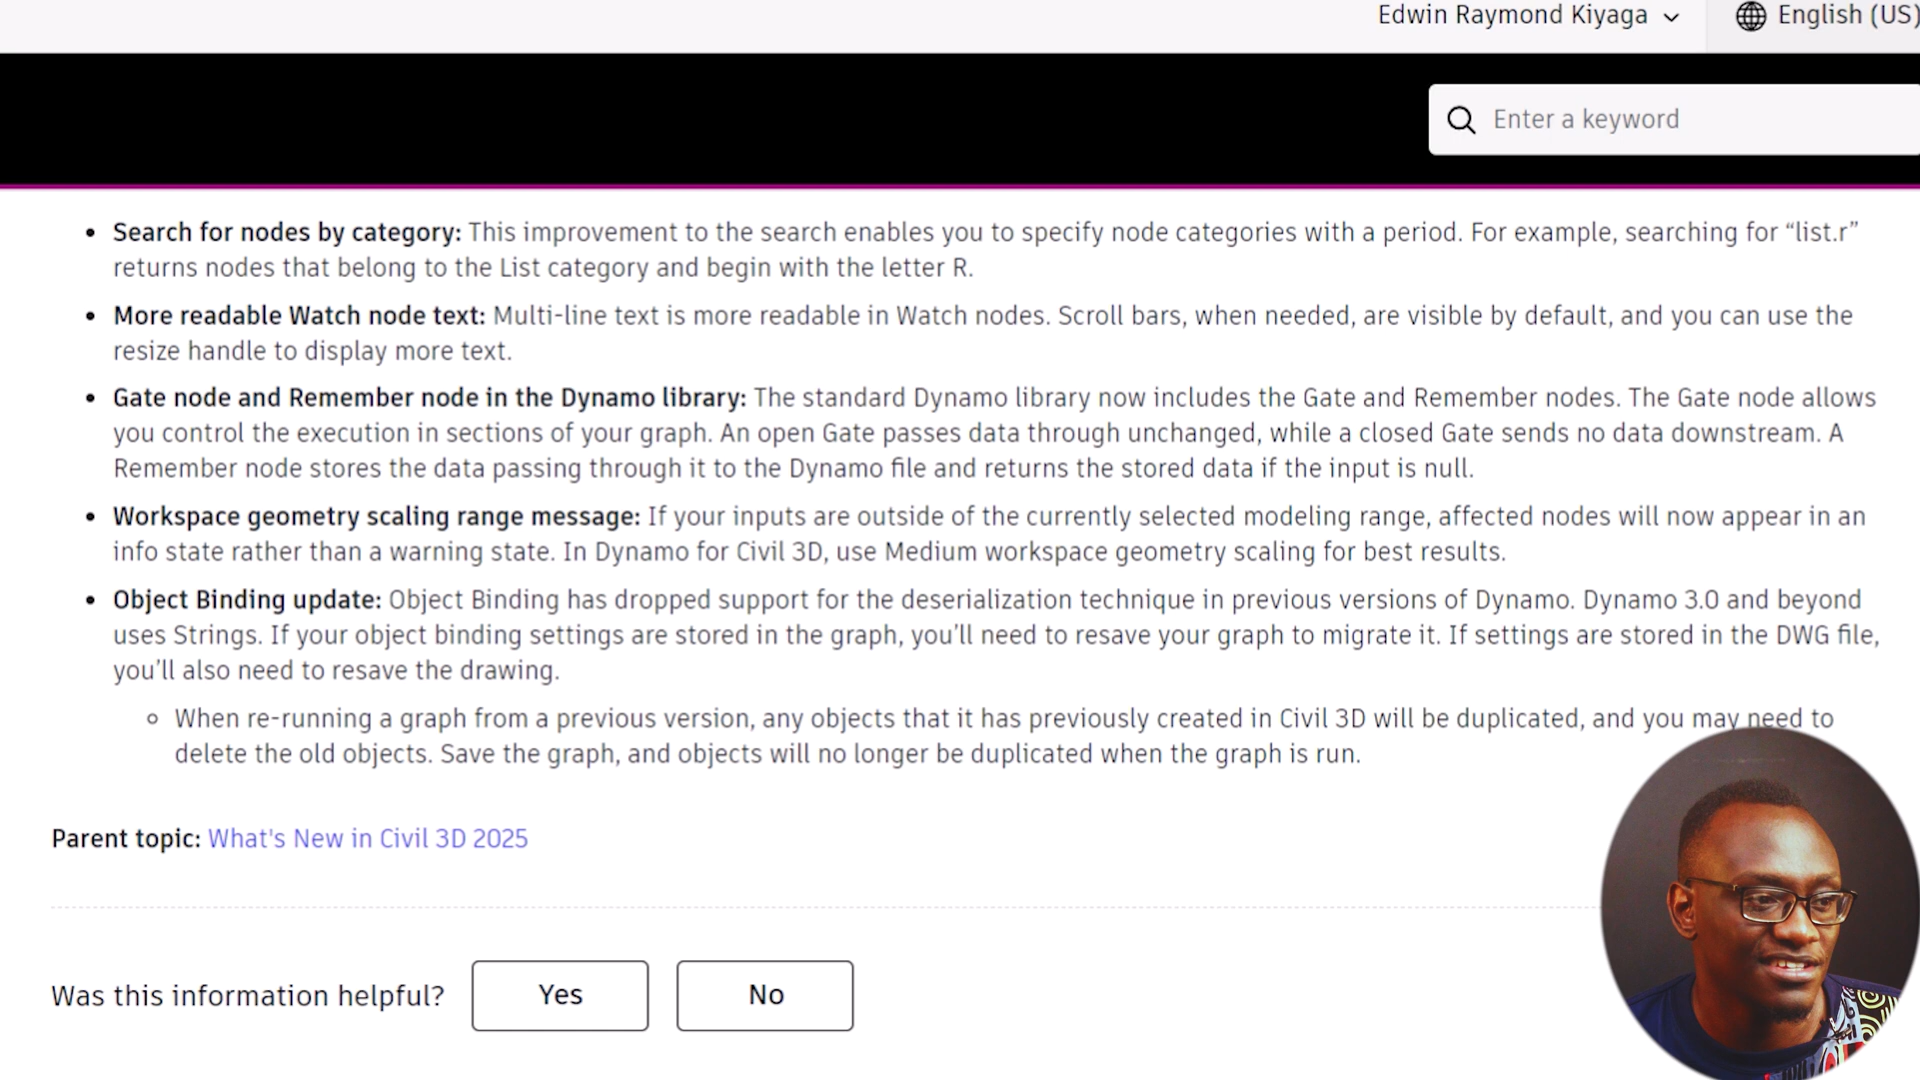 Edwin Raymond Kiyaga
English (US)
Enter a keyword
• Search for nodes by category: This improvement to the search enables you to specify node categories with a period. For example, searching for “list.r”
returns nodes that belong to the List category and begin with the letter R.
• More readable Watch node text: Multi-line text is more readable in Watch nodes. Scroll bars, when needed, are visible by default, and you can use the
resize handle to display more text.
• Gate node and Remember node in the Dynamo library: The standard Dynamo library now includes the Gate and Remember nodes. The Gate node allows
you control the execution in sections of your graph. An open Gate passes data through unchanged, while a closed Gate sends no data downstream. A
Remember node stores the data passing through it to the Dynamo file and returns the stored data if the input is null.
• Workspace geometry scaling range message: If your inputs are outside of the currently selected modeling range, affected nodes will now appear in an
info state rather than a warning state. In Dynamo for Civil 3D, use Medium workspace geometry scaling for best results.
• Object Binding update: Object Binding has dropped support for the deserialization technique in previous versions of Dynamo. Dynamo 3.0 and beyond
uses Strings. If your object binding settings are stored in the graph, you’ll need to resave your graph to migrate it. If settings are stored in the DWG file,
you’ll also need to resave the drawing.
◦ When re-running a graph from a previous version, any objects that it has previously created in Civil 3D will be duplicated, and you may need to
delete the old objects. Save the graph, and objects will no longer be duplicated when the graph is run.
Parent topic: What's New in Civil 3D 2025
Was this information helpful?
Yes
No